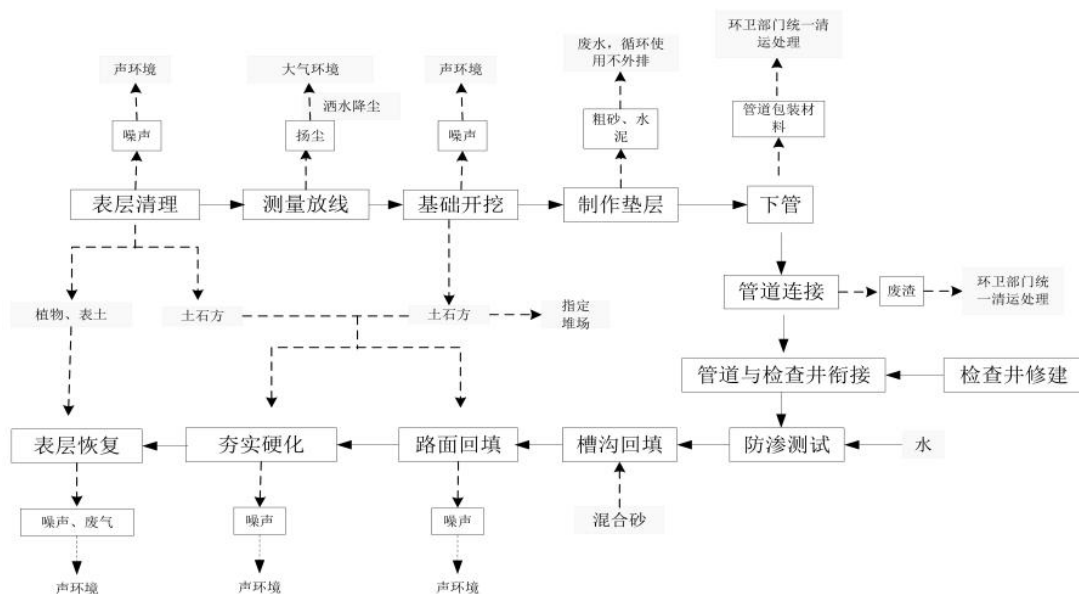 环卫部门统一清
运处理
废水，循环使
用不外排
声环境
大气环境
声环境
洒水降尘
粗砂、水
泥
管道包装材
料
噪声
扬尘
噪声
表层清理
测量放线
基础开挖
制作垫层
下管
管道连接
废渣
环卫部门统
一清运处理
植物、表土
土石方
土石方
指定
堆场
管道与检查井衔接
检查井修建
表层恢复
夯实硬化
路面回填
槽沟回填
防渗测试
水
噪声、废气
噪声
噪声
混合砂
声环境
声环境
声环境